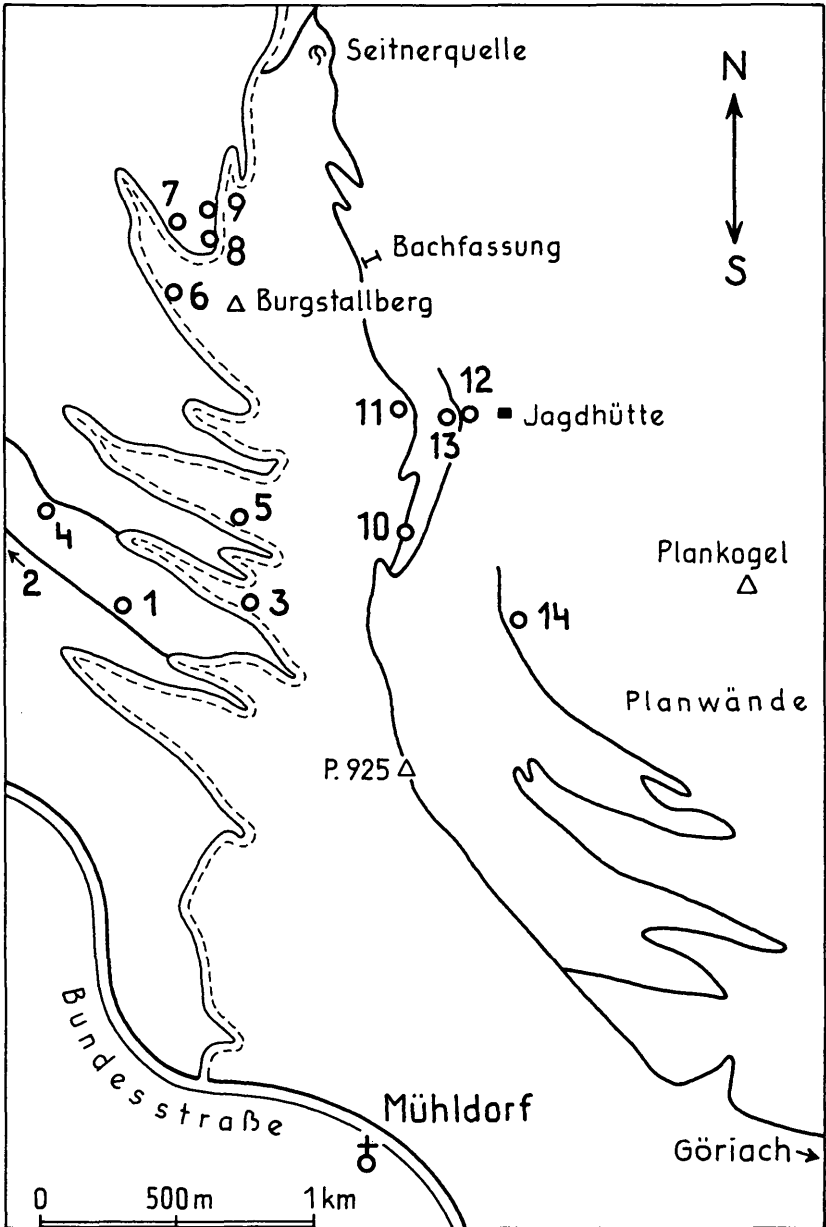 Seitnerquelle
N
7
9
8
Bachfassung
S
6
Burgstallberg
12
11
Jagdhütte
13
5
10
4
Plankogel
2
1
3
14
Planwände
P. 925
Bundesstraße
Mühldorf
Göriach
0 500m 1km